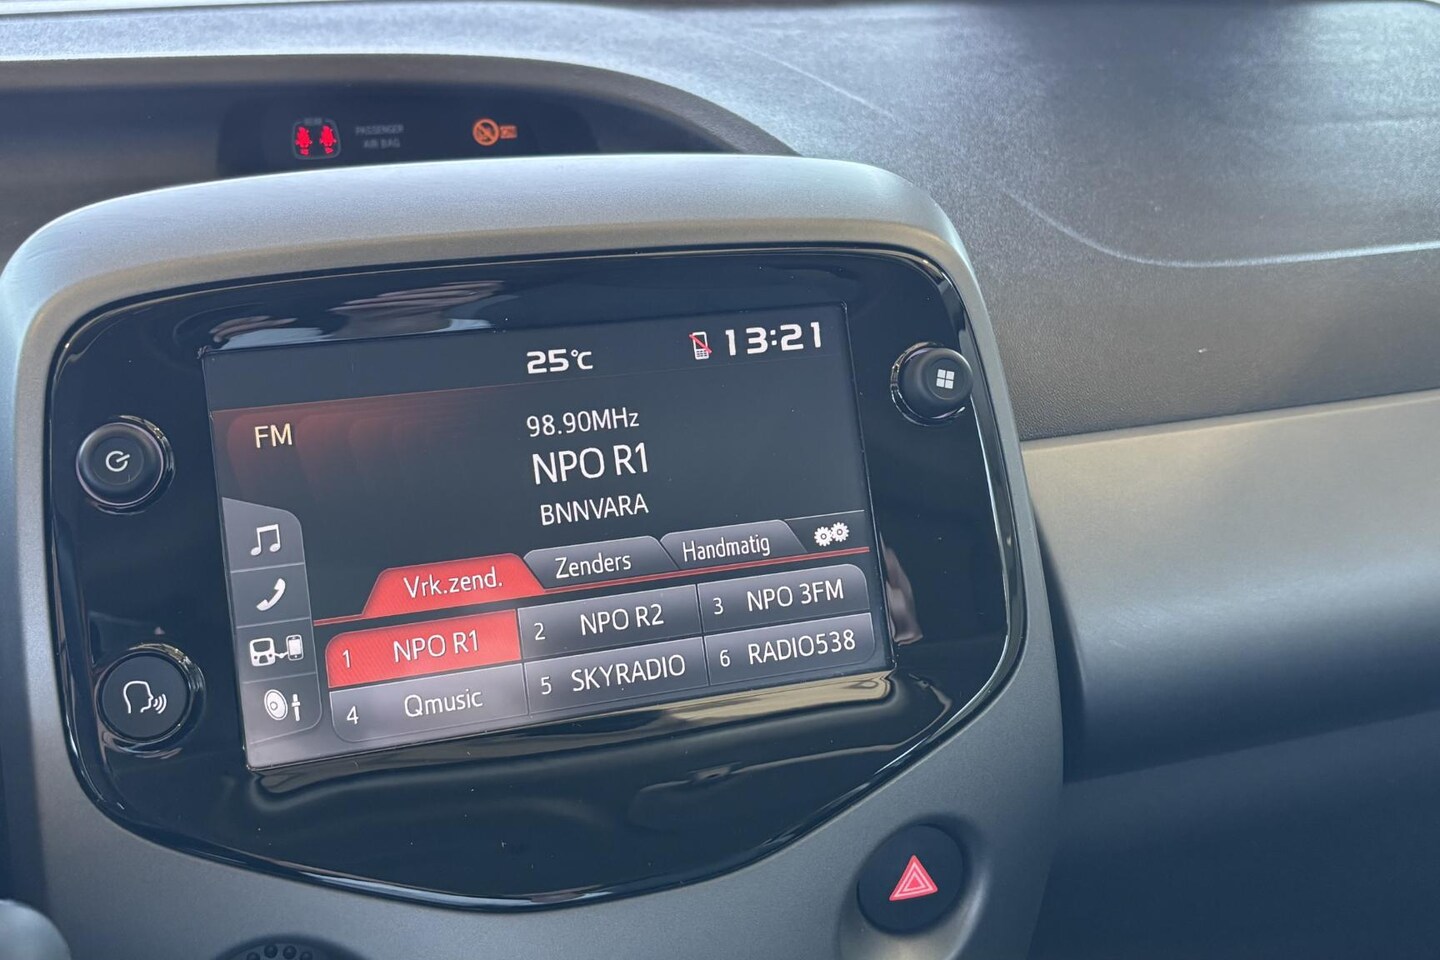 PASSENGER
AIR BAG
25°C
13:21
FM
98.90MHz
NPO R1
BNNVARA
Vrk.zend.
Zenders
Handmatig
1 NPO R1
2 NPO R2
3 NPO 3FM
4 Qmusic
5 SKYRADIO
6 RADIO538